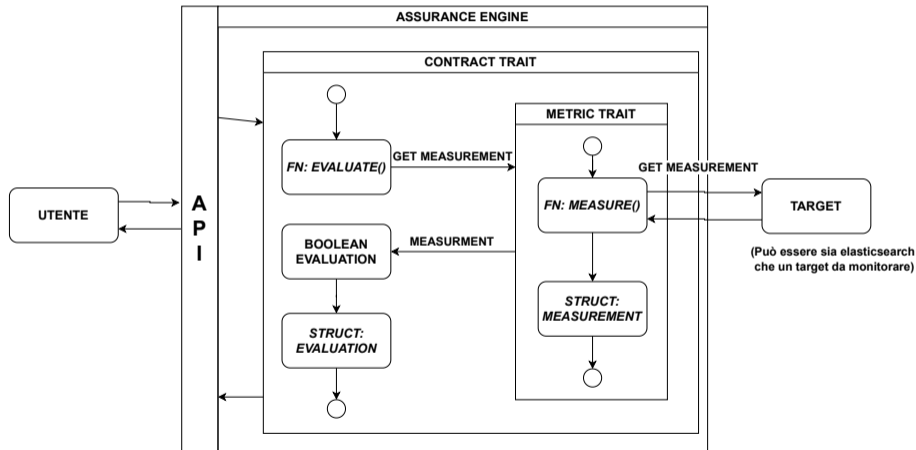 ASSURANCE ENGINE
CONTRACT TRAIT
METRIC TRAIT
FN: EVALUATE()
GET MEASUREMENT
GET MEASUREMENT
FN: MEASURE()
UTENTE
A
P
I
TARGET
(Può essere sia elasticsearch
che un target da monitorare)
BOOLEAN
EVALUATION
MEASURMENT
STRUCT:
MEASUREMENT
STRUCT:
EVALUATION